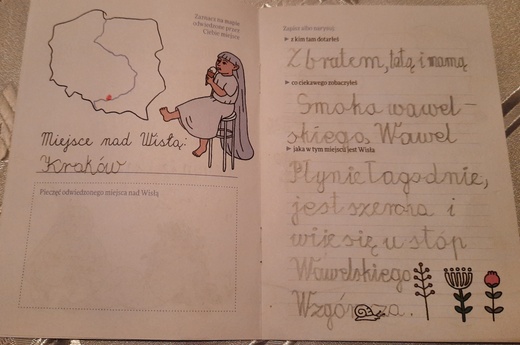 Zaznacz na mapie
odwiedzone przez
Ciebie miejsce
Miejsce nad Wisłą:
Kraków
Pieczęć odwiedzonego miejsca nad Wisłą
Zapisz albo narysuj:
z kim tam dotarłeś
Z bratem, tatą i mamą
co ciekawego zobaczyłeś
Smoka wawel-
skiego, Wawel
jaka w tym miejscu jest Wisła
Płynie łagodnie,
jest szeroka i
wije się u stóp
Wawelskiego
Wzgórza.